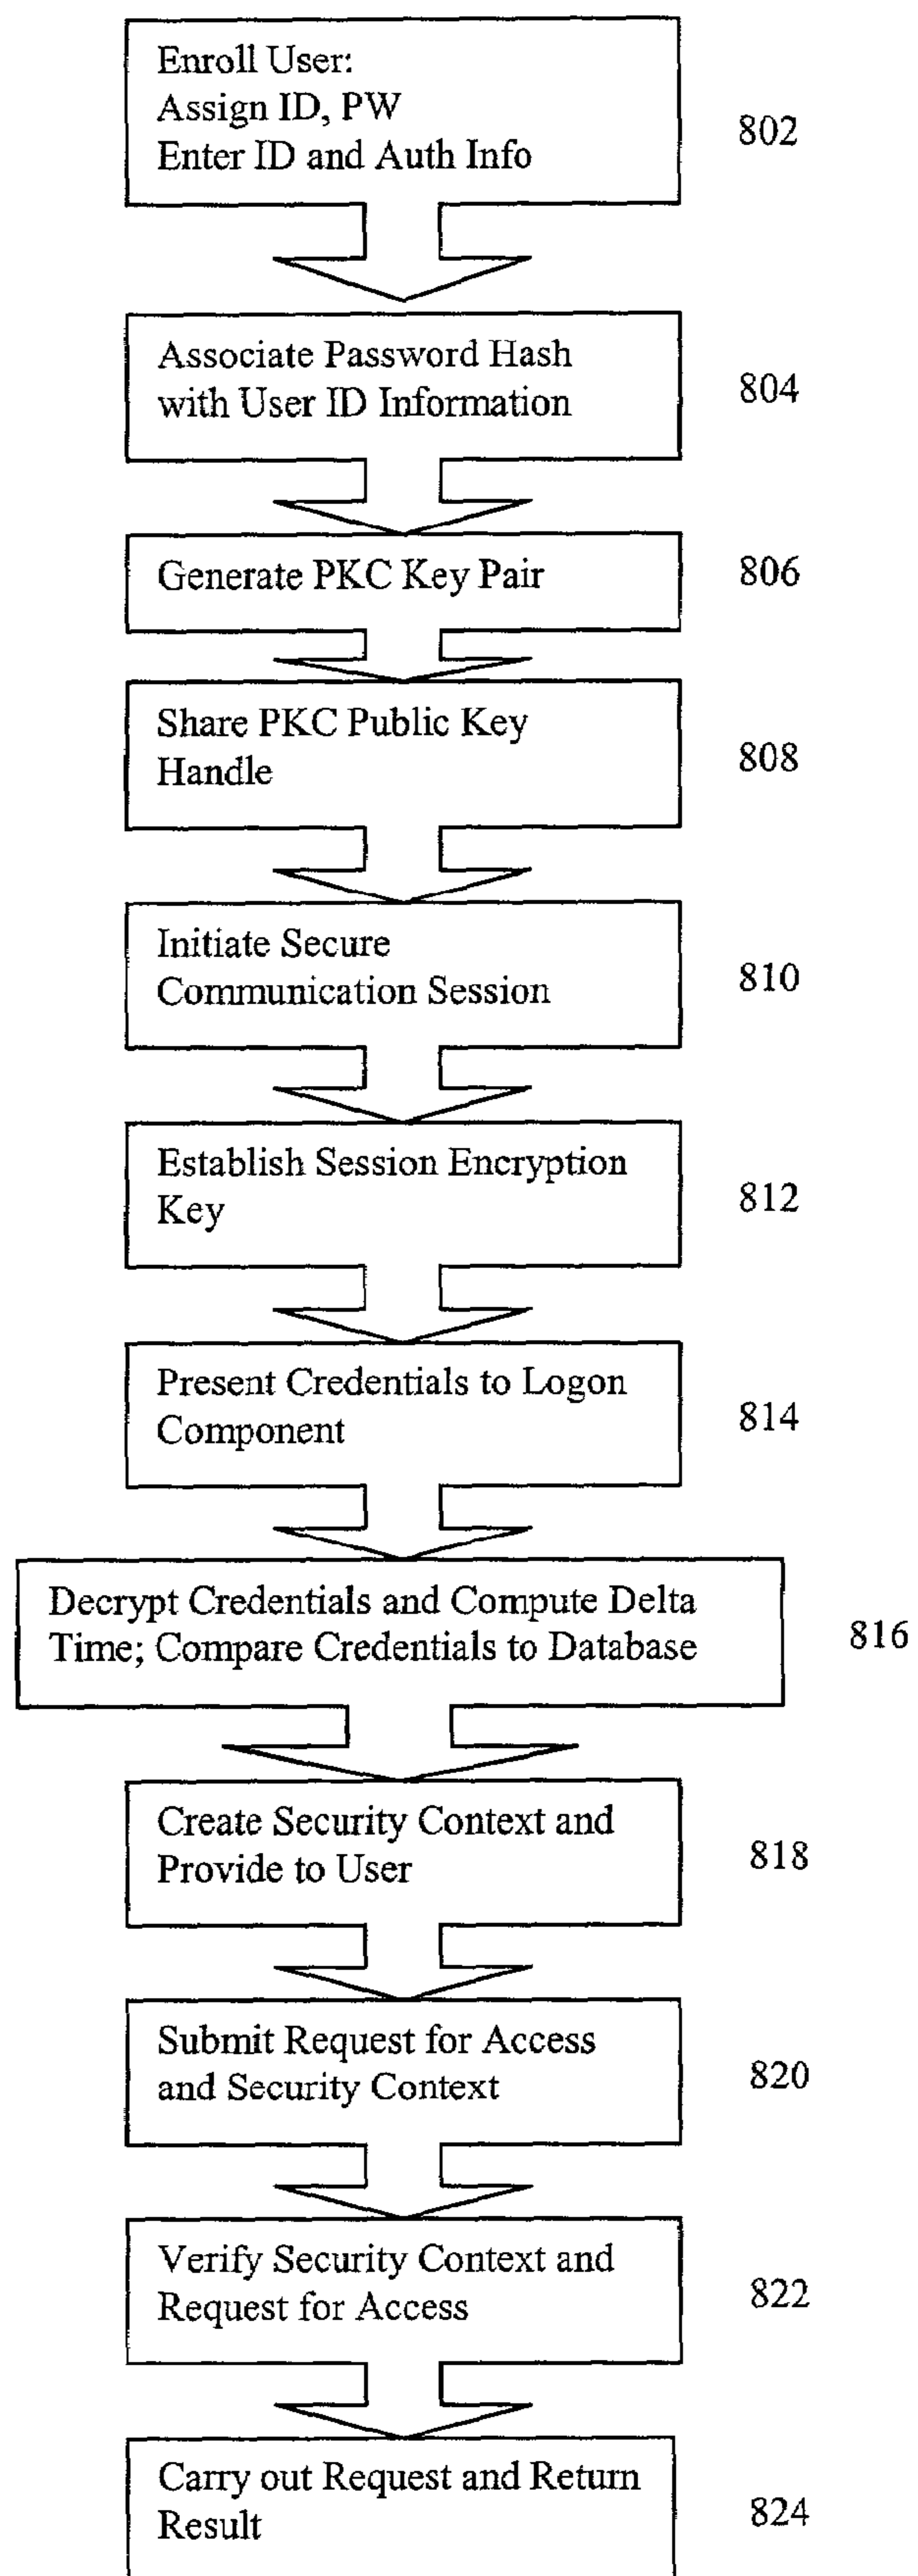 Enroll User:
Assign ID, PW
Enter ID and Auth Info
802
Associate Password Hash
with User ID Information
804
Generate PKC Key Pair
806
Share PKC Public Key
Handle
808
Initiate Secure
Communication Session
810
Establish Session Encryption
Key
812
Present Credentials to Logon
Component
814
Decrypt Credentials and Compute Delta
Time; Compare Credentials to Database
816
Create Security Context and
Provide to User
818
Submit Request for Access
and Security Context
820
Verify Security Context and
Request for Access
822
Carry out Request and Return
Result
824